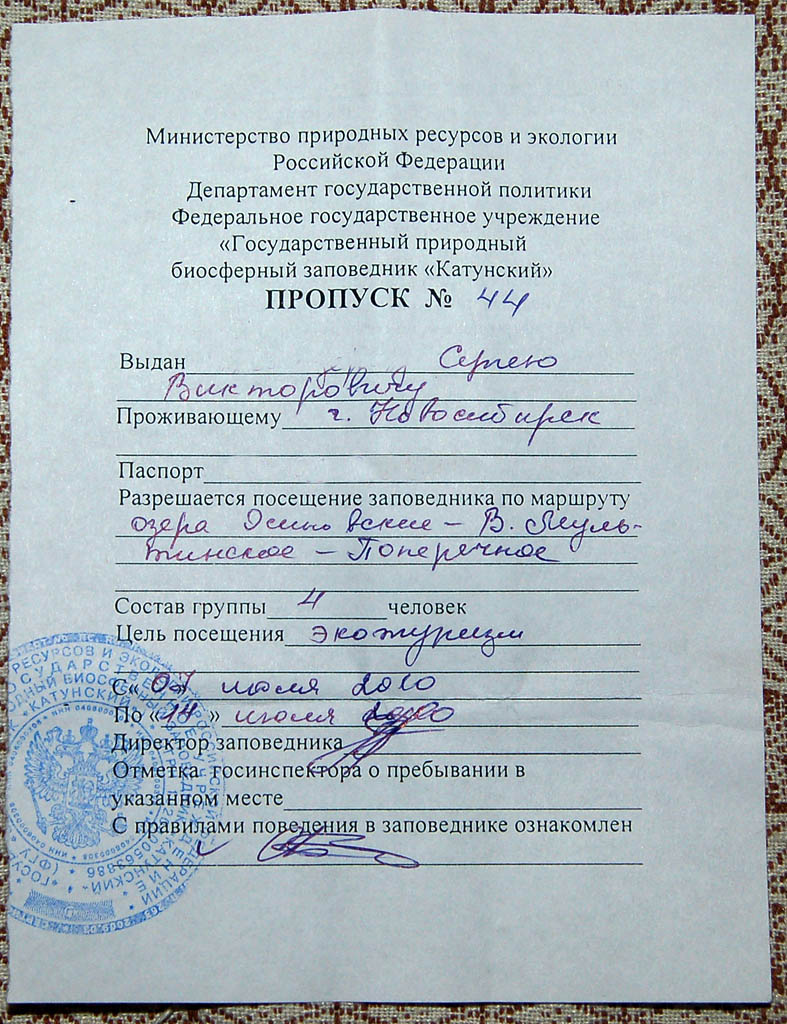 Министерство природных ресурсов и экологии
Российской Федерации
Департамент государственной политики
Федеральное государственное учреждение
«Государственный природный
биосферный заповедник «Катунский»
ПРОПУСК № 44
Выдан Сергею
Викторовичу
Проживающему г. Новосибирск
Паспорт
Разрешается посещение заповедника по маршруту
озера - В. Муль-
тинское - Поперечное
Состав группы 4 человек
Цель посещения экотуризм
С« 07 » июля 2010
По «14 » июля 2010
Директор заповедника
Отметка госинспектора о пребывании в
указанном месте
С правилами поведения в заповеднике ознакомлен